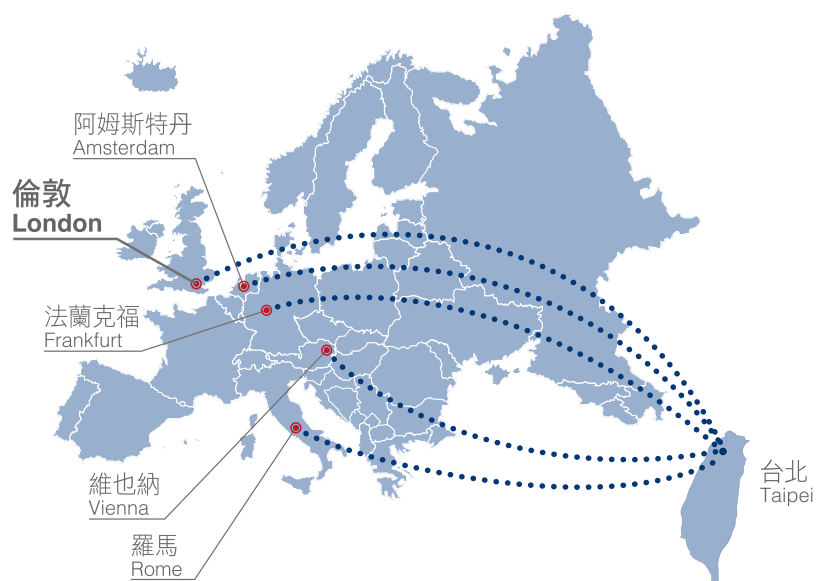 阿姆斯特丹
Amsterdam
倫敦
London
法蘭克福
Frankfurt
維也納
Vienna
羅馬
Rome
台北
Taipei